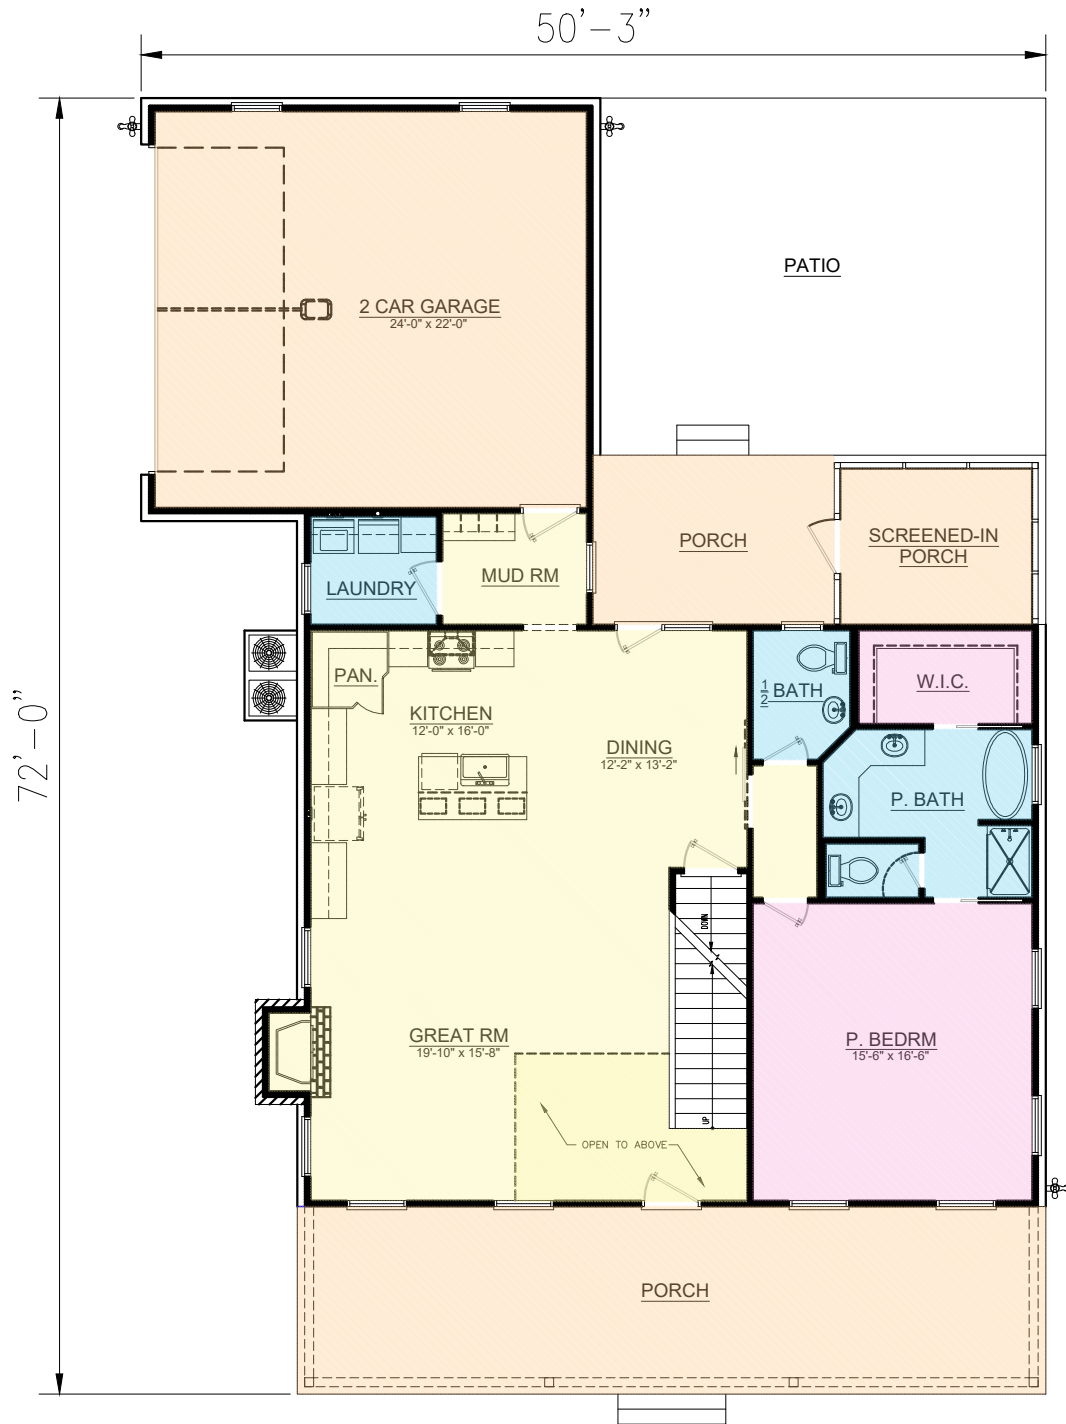 50'-3"
72'-0"
2 CAR GARAGE
24'-0" x 22'-0"
PATIO
PORCH
SCREENED-IN
PORCH
LAUNDRY
MUD RM
PAN.
KITCHEN
12'-0" x 16'-0"
DINING
12'-2" x 13'-2"
1/2 BATH
W.I.C.
P. BATH
DOWN
GREAT RM
19'-10" x 15'-8"
P. BEDRM
15'-6" x 16'-6"
UP
OPEN TO ABOVE
PORCH